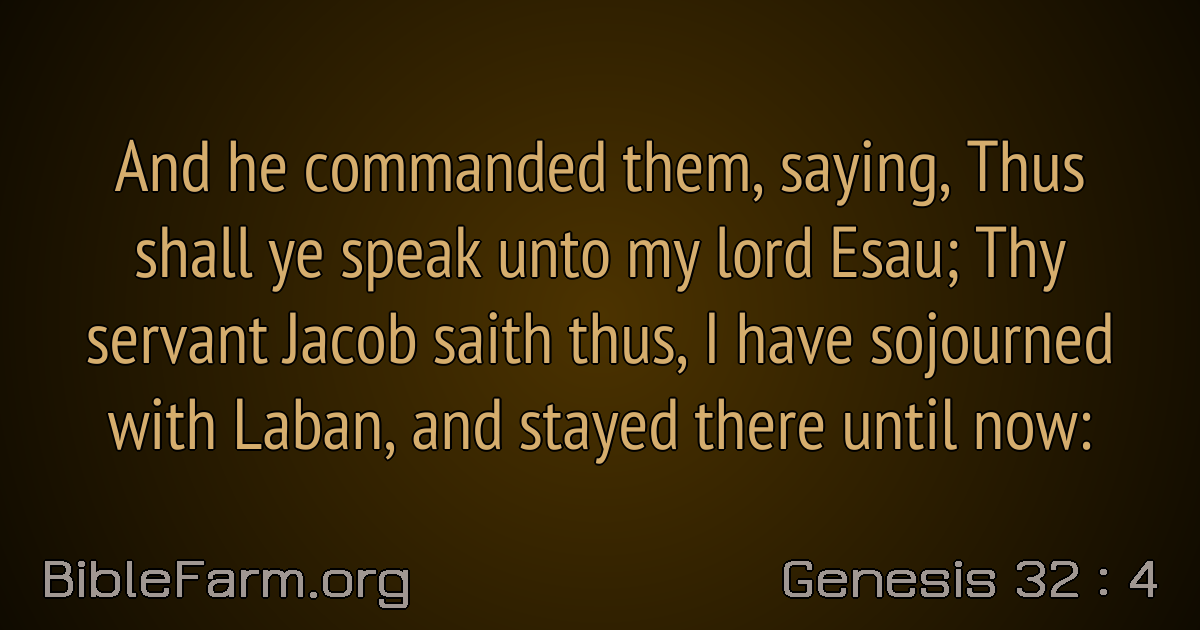 And he commanded them, saying, Thus
shall ye speak unto my lord Esau; Thy
servant Jacob saith thus, I have sojourned
with Laban, and stayed there until now:
BibleFarm.org
Genesis 32 : 4